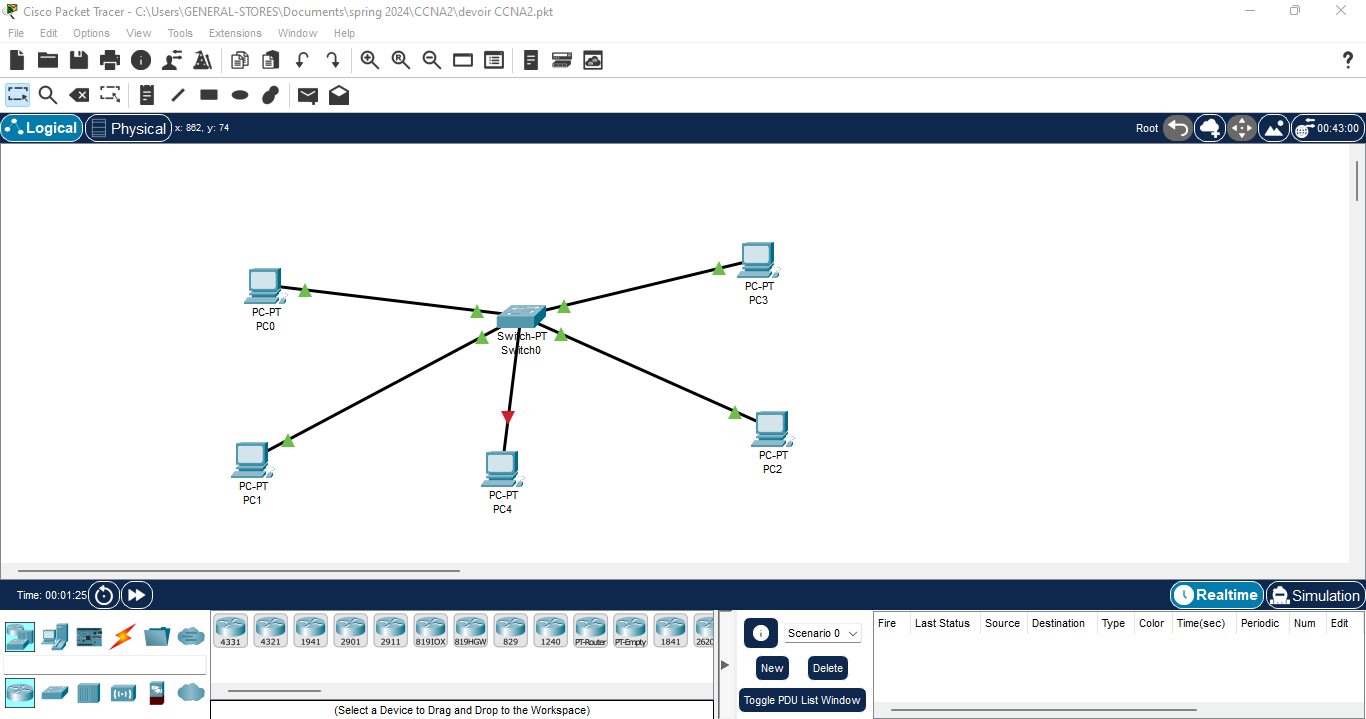 Cisco Packet Tracer - C:\Users\GENERAL-STORES\Documents\spring 2024\CCNA2\devoir CCNA2.pkt
File Edit Options View Tools Extensions Window Help
?
Logical Physical x: 862, y: 74 Root 00:43:00
PC-PT
PC3
PC-PT
PC0
Switch-PT
Switch0
PC-PT
PC2
PC-PT
PC1
PC-PT
PC4
Time: 00:01:25 Realtime Simulation
4331 4321 1941 2901 2911 819IOX 819HGW 829 1240 PT-Router PT-Empty 1841 2620
Scenario 0
New Delete
Toggle PDU List Window
Fire Last Status Source Destination Type Color Time(sec) Periodic Num Edit
(Select a Device to Drag and Drop to the Workspace)